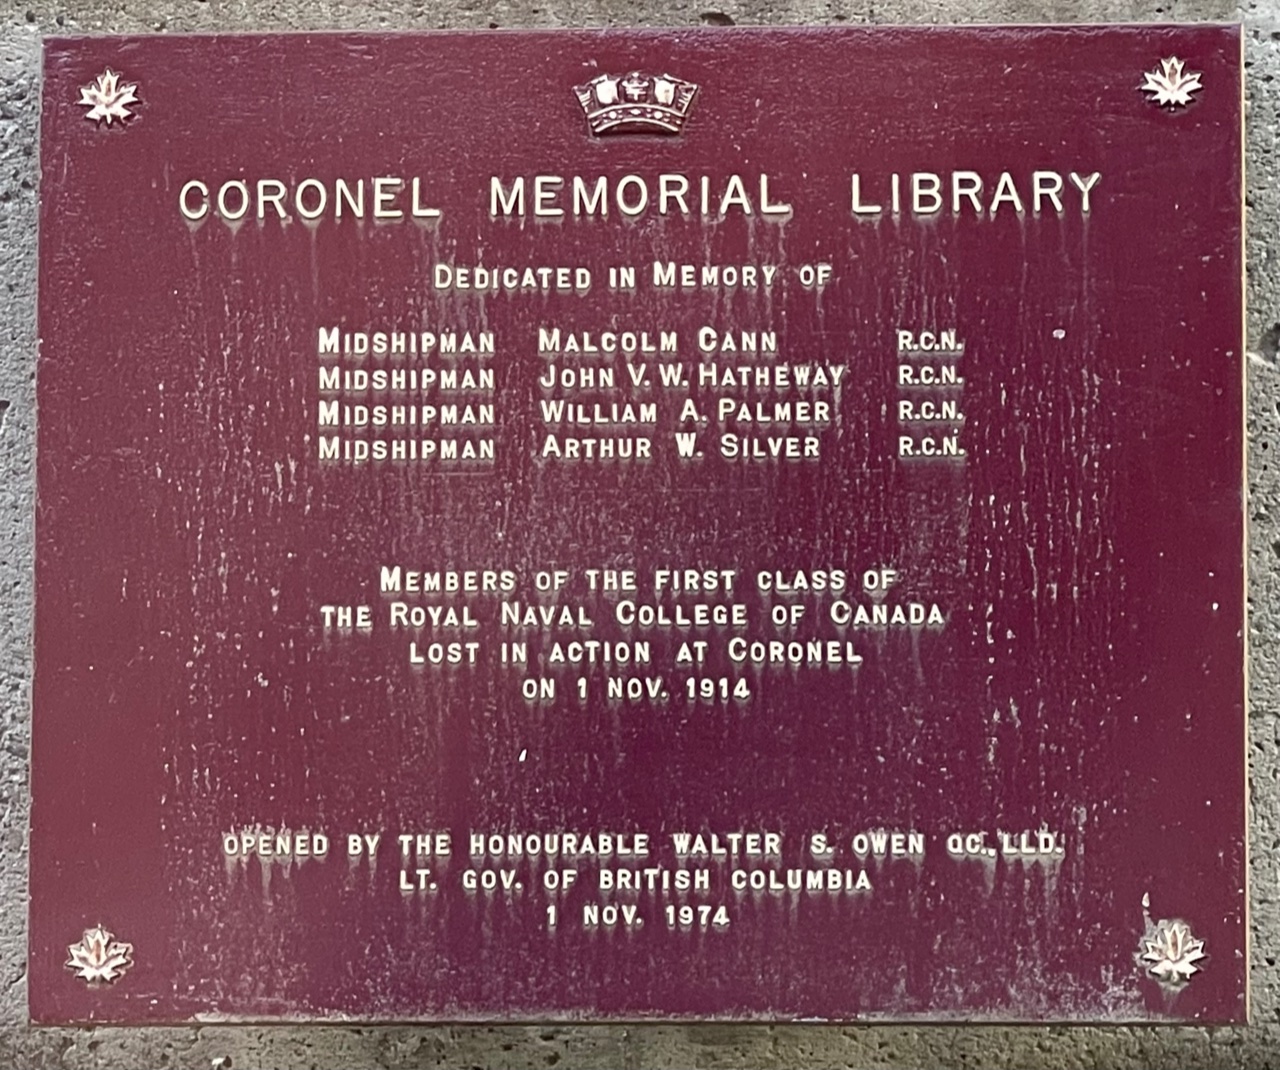 CORONEL MEMORIAL LIBRARY
DEDICATED IN MEMORY OF
MIDSHIPMAN MALCOLM CANN R.C.N.
MIDSHIPMAN JOHN V. W. HATHEWAY R.C.N.
MIDSHIPMAN WILLIAM A. PALMER R.C.N.
MIDSHIPMAN ARTHUR W. SILVER R.C.N.
MEMBERS OF THE FIRST CLASS OF
THE ROYAL NAVAL COLLEGE OF CANADA
LOST IN ACTION AT CORONEL
ON 1 NOV. 1914
OPENED BY THE HONOURABLE WALTER S. OWEN QC., LLD.
LT. GOV. OF BRITISH COLUMBIA
1 NOV. 1974